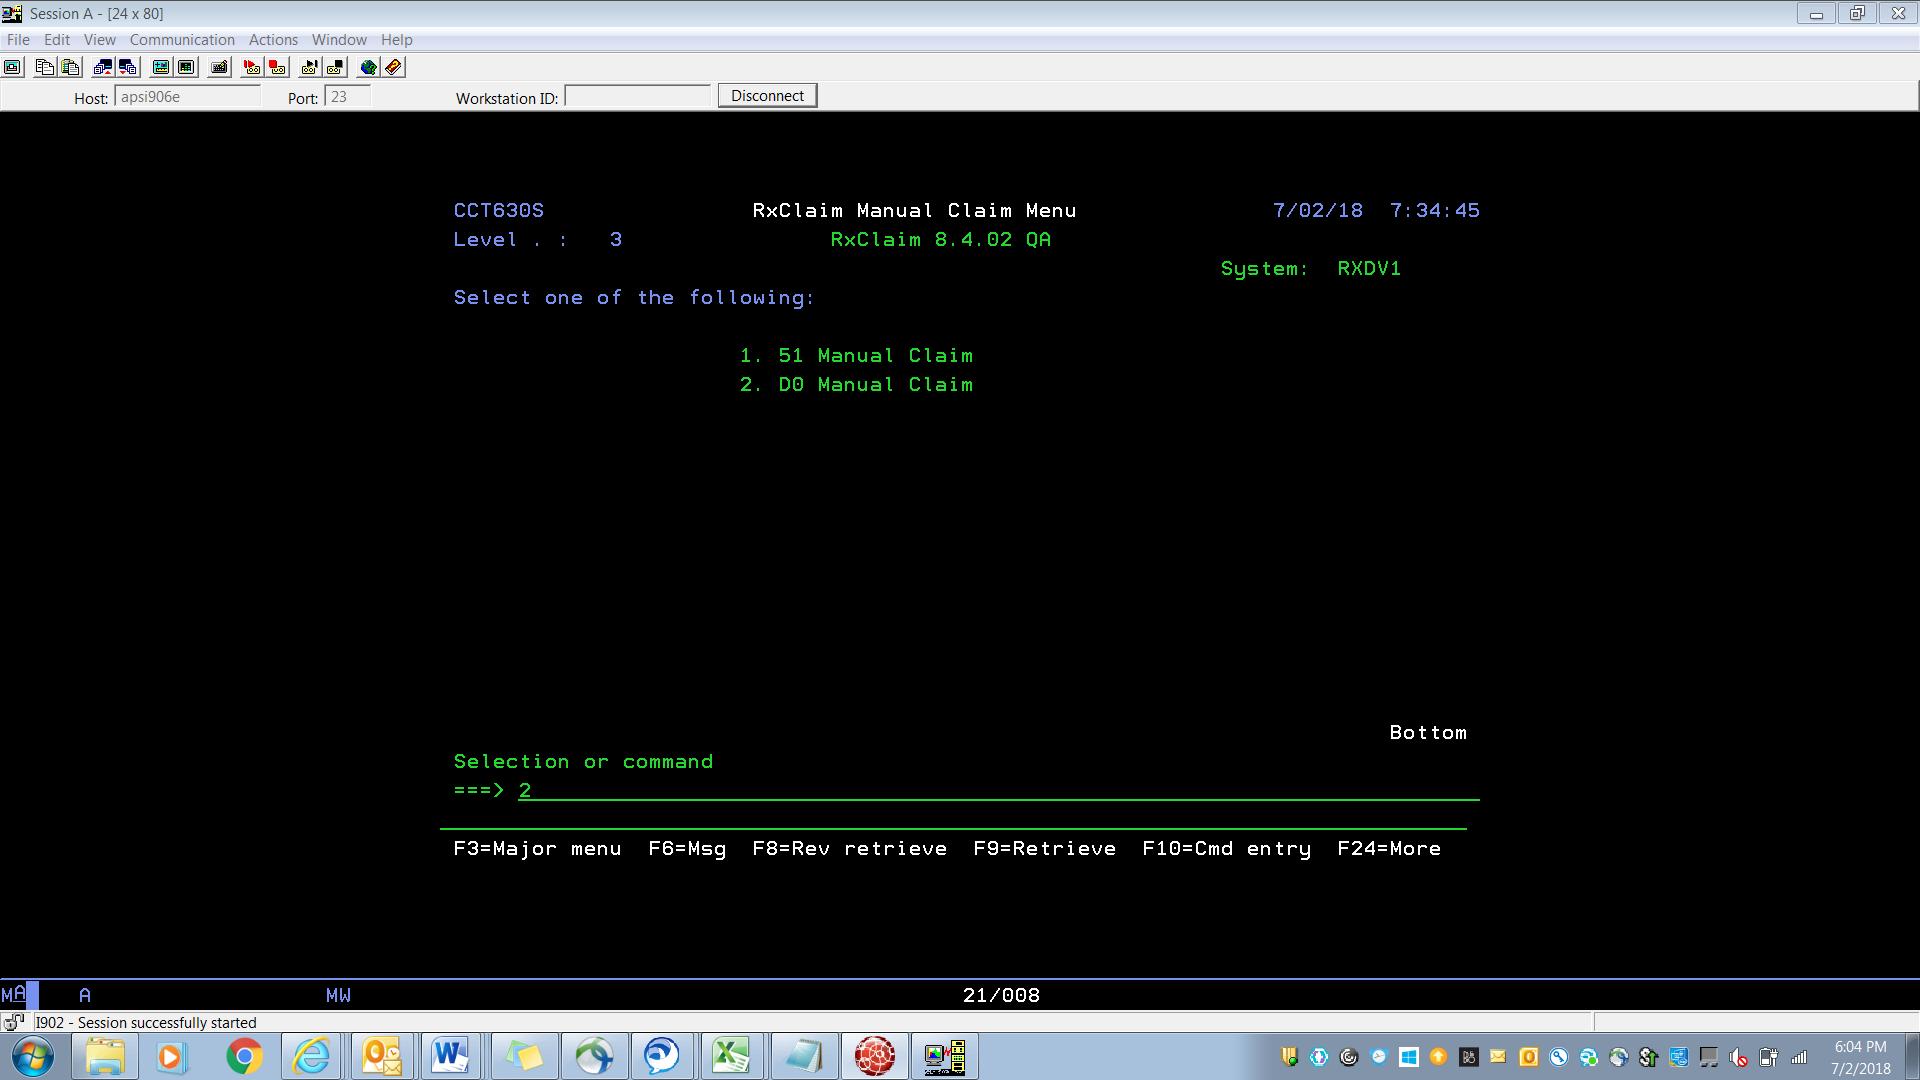 Session A - [24 x 80]
File Edit View Communication Actions Window Help
Host: apsi906e Port: 23 Workstation ID: Disconnect
CCT630S RxClaim Manual Claim Menu 7/02/18 7:34:45
Level . : 3 RxClaim 8.4.02 QA
System: RXDV1
Select one of the following:
1. 51 Manual Claim
2. D0 Manual Claim
Bottom
Selection or command
===> 2
F3=Major menu F6=Msg F8=Rev retrieve F9=Retrieve F10=Cmd entry F24=More
MA A MW 21/008
I902 - Session successfully started
6:04 PM
7/2/2018